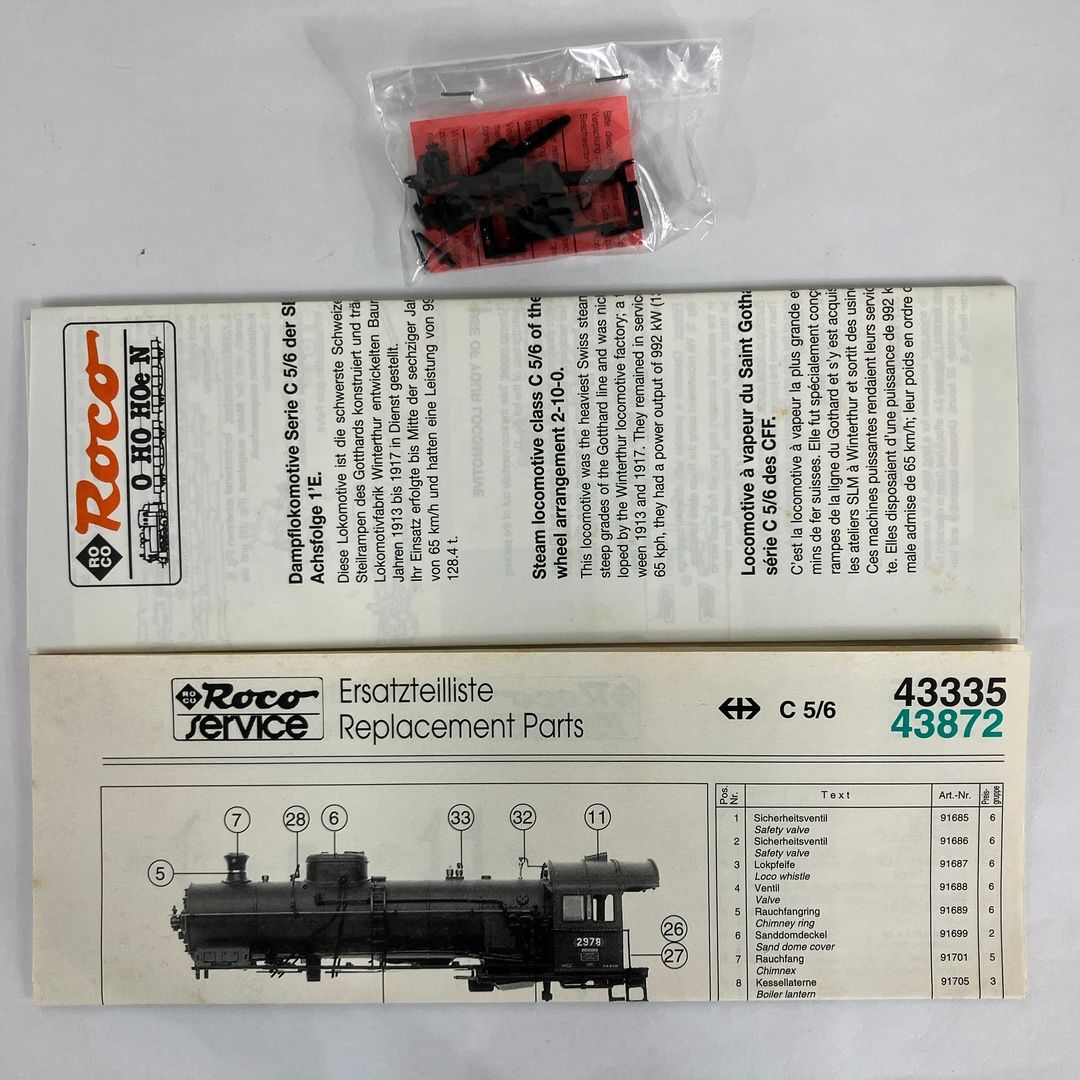 Roco
RO
CO
O HO HOe N
Dampflokomotive Serie C 5/6 der
Achsfolge 1'E.
Diese Lokomotive ist die schwerste Schweize
Steilrampen des Gotthards konstruiert und trä
Lokomotivfabrik Winterthur entwickelten Baur
Jahren 1913 bis 1917 in Dienst gestellt.
Ihr Einsatz erfolgte bis Mitte der sechziger Jah
von 65 km/h und hatten eine Leistung von 99
128.4 t.
Steam locomotive class C 5/6 of the
wheel arrangement 2-10-0.
This locomotive was the heaviest Swiss steam
steep grades of the Gotthard line and was nic
loped by the Winterthur locomotive factory; a
ween 1913 and 1917. They remained in service
65 kph, they had a power output of 992 kW (1
Locomotive à vapeur du Saint Gotha
série C 5/6 des CFF.
C'est la locomotive à vapeur la plus grande e
mins de fer suisses. Elle fut spécialement conç
rampes de la ligne du Gothard et s'y est acquis
les ateliers SLM à Winterthur et sortit des usine
Ces machines puissantes rendaient leurs servic
te. Elles disposaient d'une puissance de 992 k
male admise de 65 km/h; leur poids en ordre
RO
CO
Roco
service
Ersatzteilliste
Replacement Parts
C 5/6
43335
43872
Pos. Nr. Text Art.-Nr. Preis-gruppe
1 Sicherheitsventil 91685 6
Safety valve
2 Sicherheitsventil 91686 6
Safety valve
3 Lokpfeife 91687 6
Loco whistle
4 Ventil 91688 6
Valve
5 Rauchfangring 91689 6
Chimney ring
6 Sanddomdeckel 91699 2
Sand dome cover
7 Rauchfang 91701 5
Chimnex
8 Kessellaterne 91705 3
Boiler lantern
7 28 6 33 32 11
5
26
27
2978